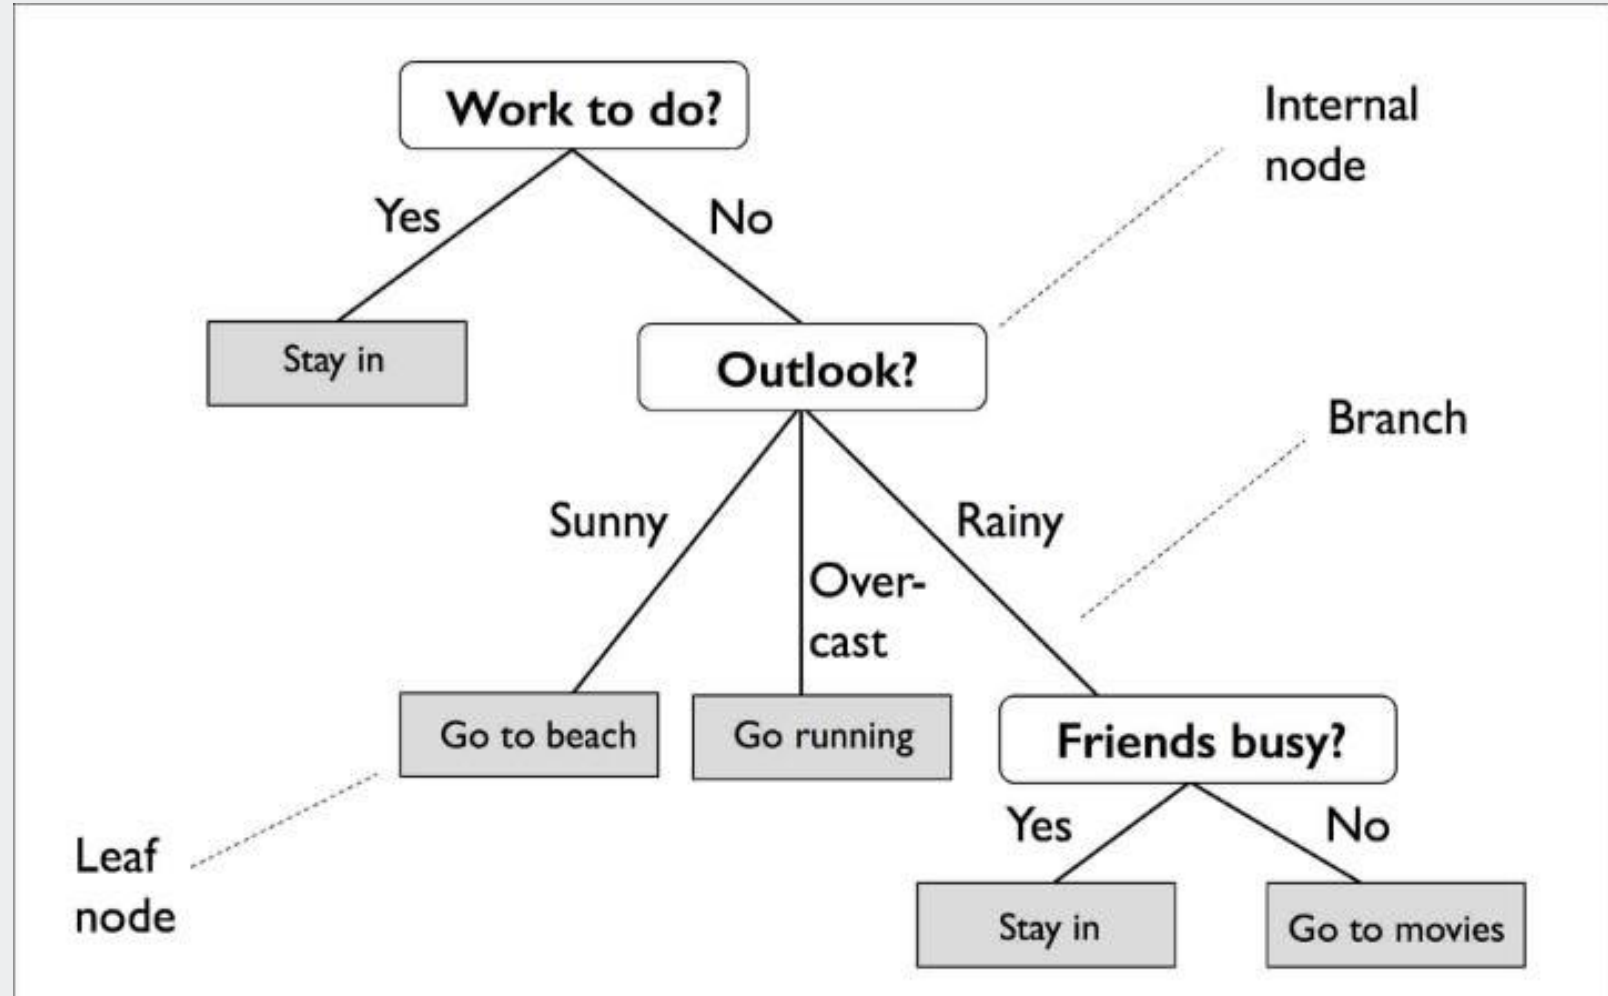 Work to do?
Internal
node
Yes
No
Stay in
Outlook?
Branch
Sunny
Rainy
Over-
cast
Go to beach
Go running
Friends busy?
Yes
No
Leaf
node
Stay in
Go to movies